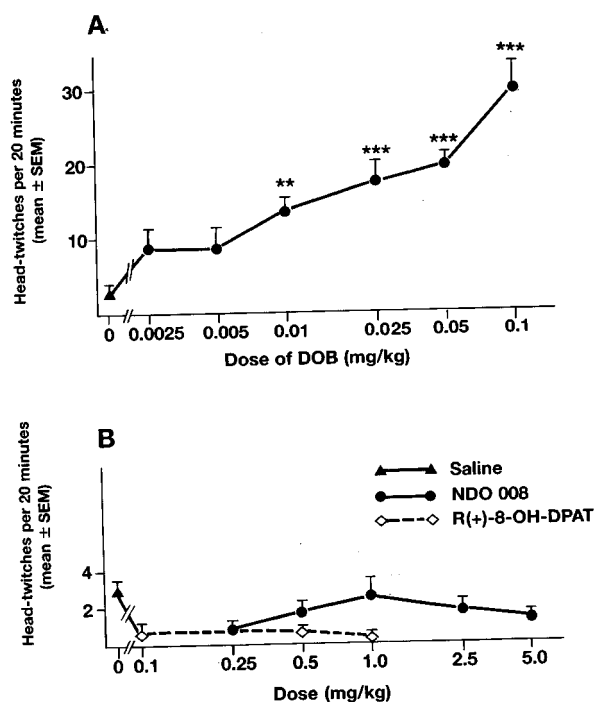 A.
Head-twitches per 20 minutes
(mean ± SEM)
30
20
10
**
***
***
***
0 0.0025 0.005 0.01 0.025 0.05 0.1
Dose of DOB (mg/kg)
B
Head-twitches per 20 minutes
(mean ± SEM)
4
2
Saline
NDO 008
R(+)-8-OH-DPAT
0 0.1 0.25 0.5 1.0 2.5 5.0
Dose (mg/kg)